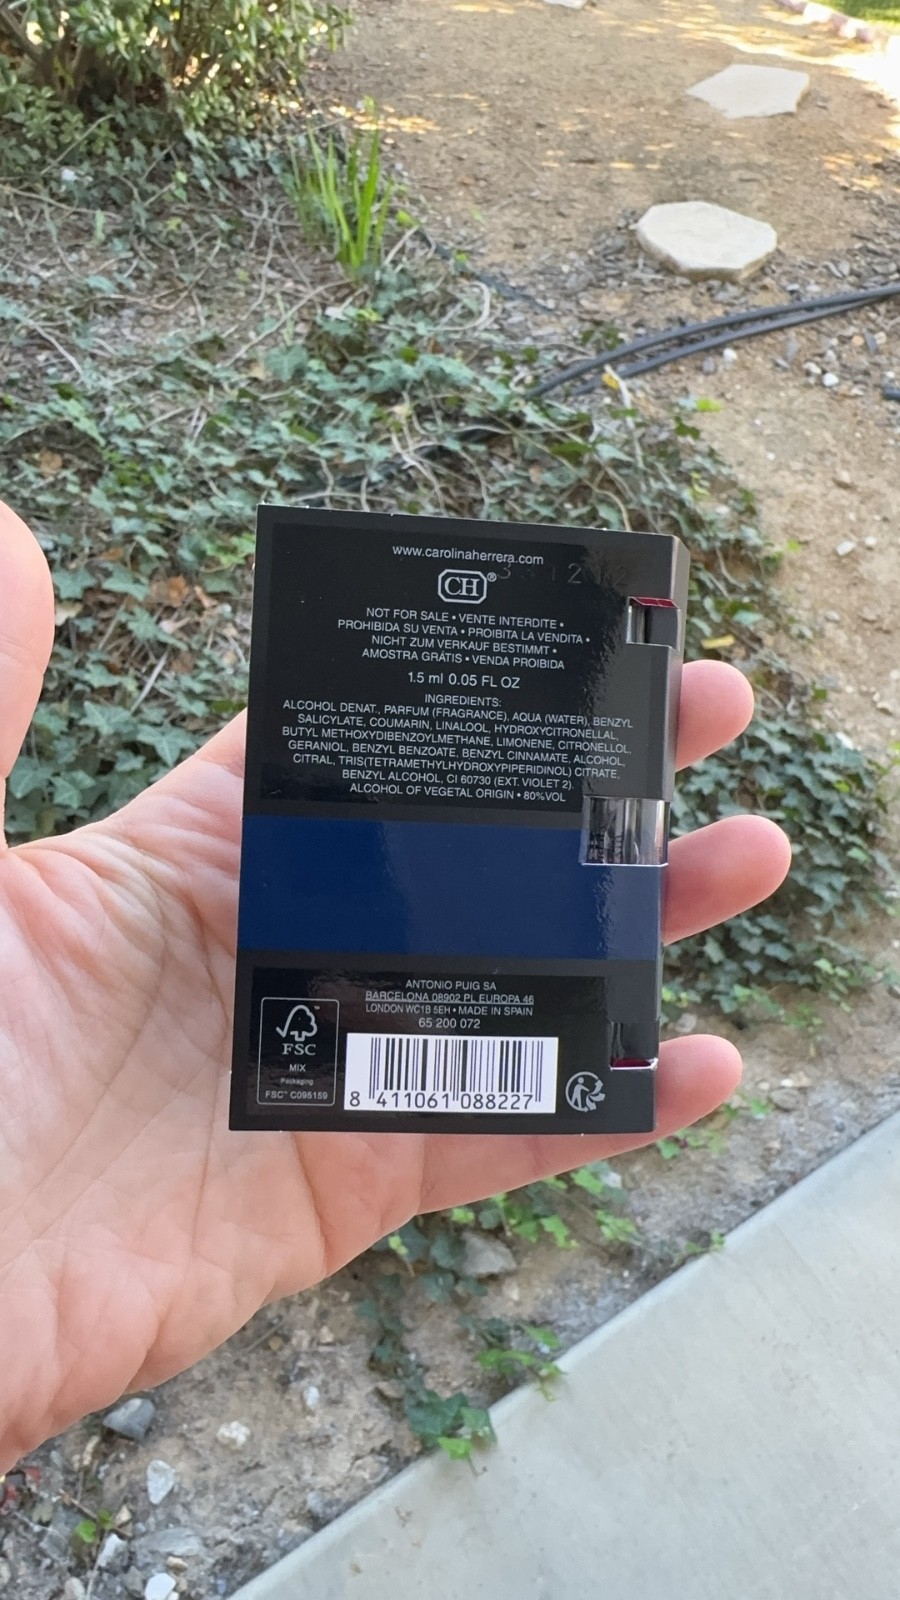 www.carolinaherrera.com
CH®
NOT FOR SALE • VENTE INTERDITE •
PROHIBIDA SU VENTA • PROIBITA LA VENDITA •
NICHT ZUM VERKAUF BESTIMMT •
AMOSTRA GRÁTIS • VENDA PROIBIDA
1.5 ml 0.05 FL OZ
INGREDIENTS:
ALCOHOL DENAT., PARFUM (FRAGRANCE), AQUA (WATER), BENZYL
SALICYLATE, COUMARIN, LINALOOL, HYDROXYCITRONELLAL,
BUTYL METHOXYDIBENZOYLMETHANE, LIMONENE, CITRONELLOL,
GERANIOL, BENZYL BENZOATE, BENZYL CINNAMATE, ALCOHOL,
CITRAL, TRIS(TETRAMETHYLHYDROXYPIPERIDINOL) CITRATE,
BENZYL ALCOHOL, CI 60730 (EXT. VIOLET 2).
ALCOHOL OF VEGETAL ORIGIN • 80%VOL
ANTONIO PUIG SA
BARCELONA 08902 PL EUROPA 46
LONDON WC1B 5EH • MADE IN SPAIN
65 200 072
FSC
MIX
Packaging
FSC™ C095159
8 411061 088227